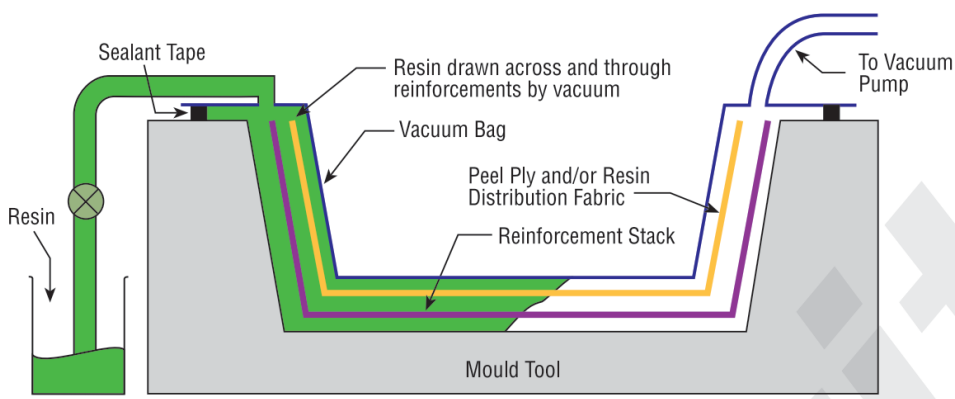 Sealant Tape
Resin drawn across and through
reinforcements by vacuum
To Vacuum
Pump
Vacuum Bag
Peel Ply and/or Resin
Distribution Fabric
Resin
Reinforcement Stack
Mould Tool